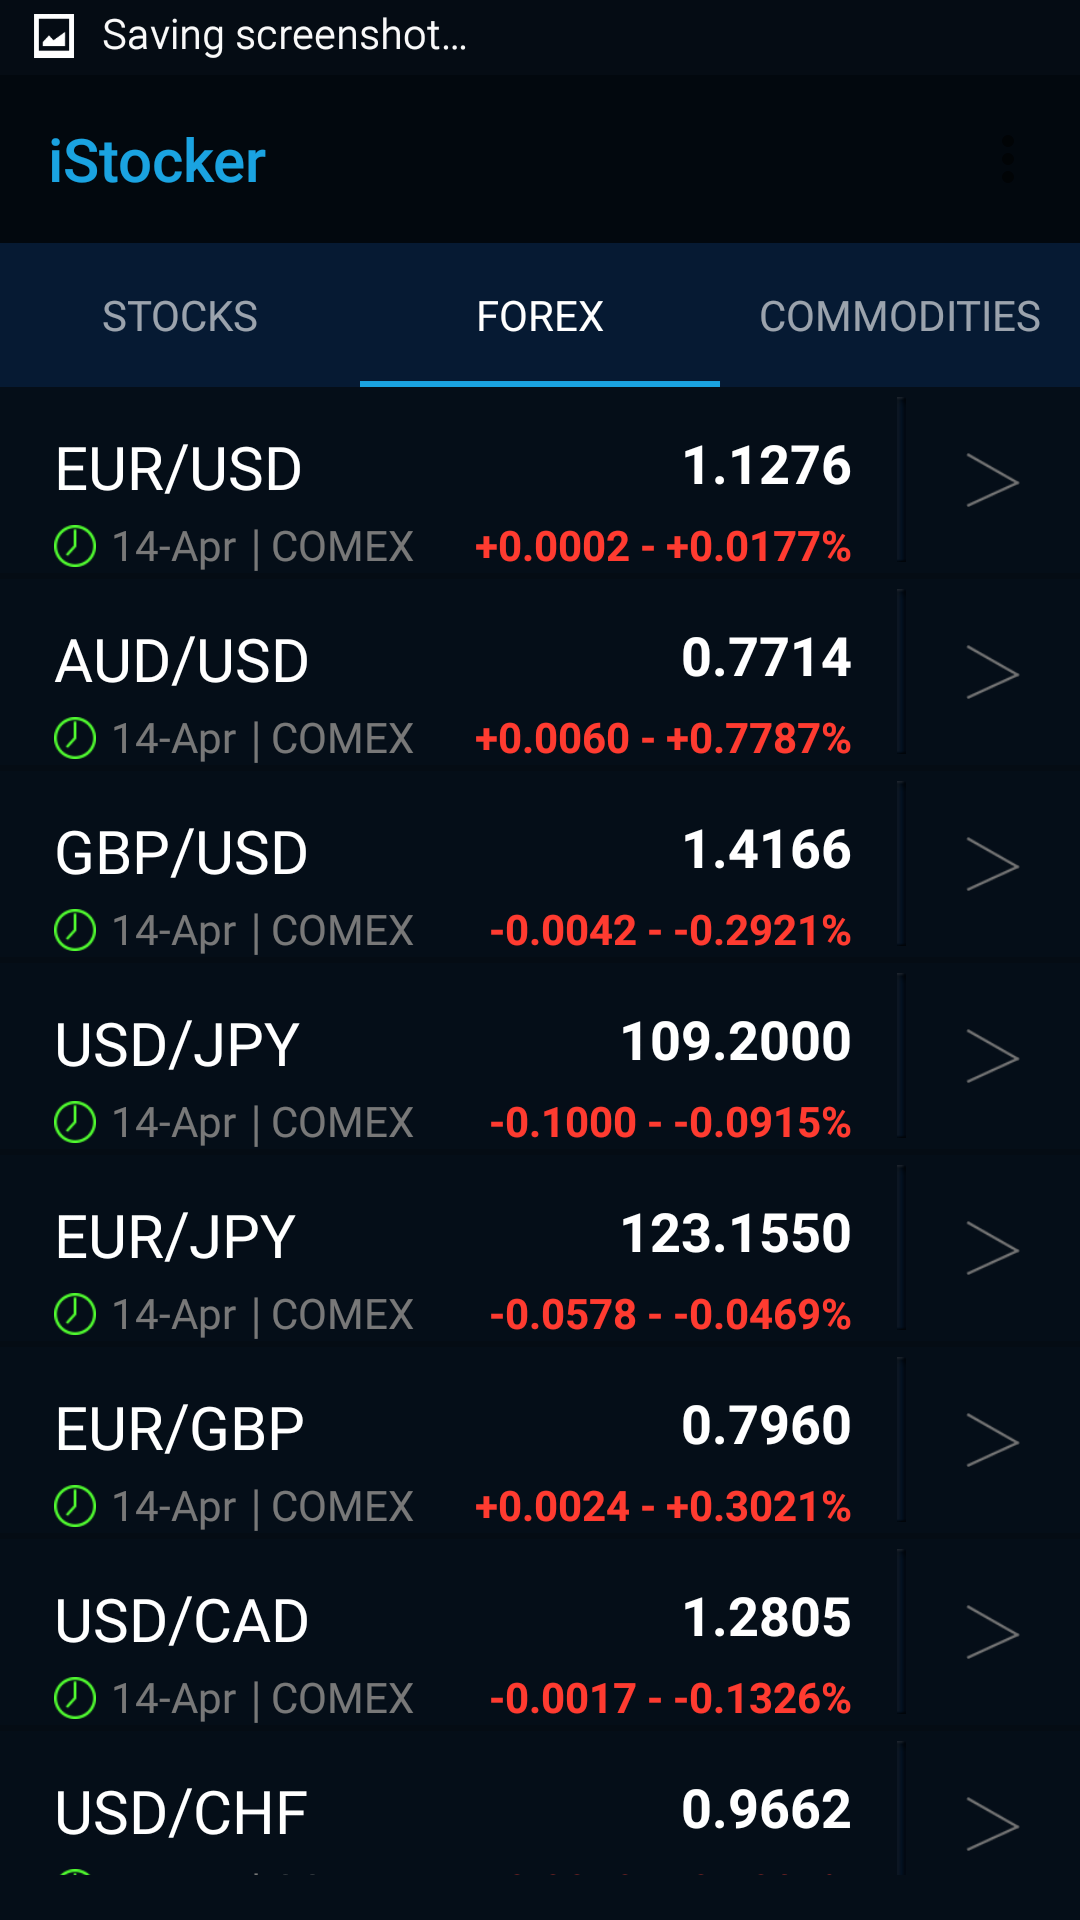 Saving screenshot...
iStocker
STOCKS FOREX COMMODITIES
EUR/USD 1.1276
14-Apr | COMEX +0.0002 - +0.0177%
AUD/USD 0.7714
14-Apr | COMEX +0.0060 - +0.7787%
GBP/USD 1.4166
14-Apr | COMEX -0.0042 - -0.2921%
USD/JPY 109.2000
14-Apr | COMEX -0.1000 - -0.0915%
EUR/JPY 123.1550
14-Apr | COMEX -0.0578 - -0.0469%
EUR/GBP 0.7960
14-Apr | COMEX +0.0024 - +0.3021%
USD/CAD 1.2805
14-Apr | COMEX -0.0017 - -0.1326%
USD/CHF 0.9662